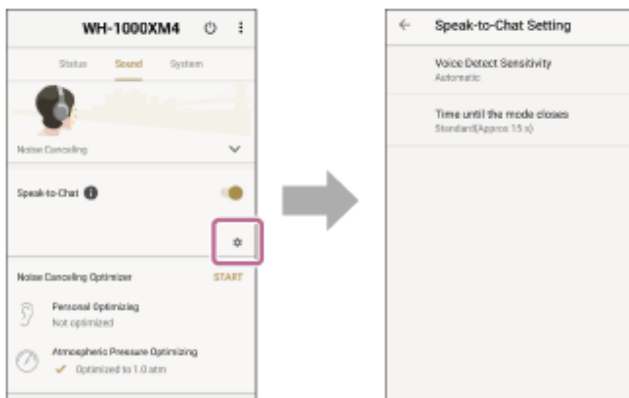 WH-1000XM4
Status Sound System
Noise Canceling
Speak-to-Chat
Noise Canceling Optimizer START
Personal Optimizing
Not optimized
Atmospheric Pressure Optimizing
Optimized to 1.0 atm
Speak-to-Chat Setting
Voice Detect Sensitivity
Automatic
Time until the mode closes
Standard(Approx 15 s)